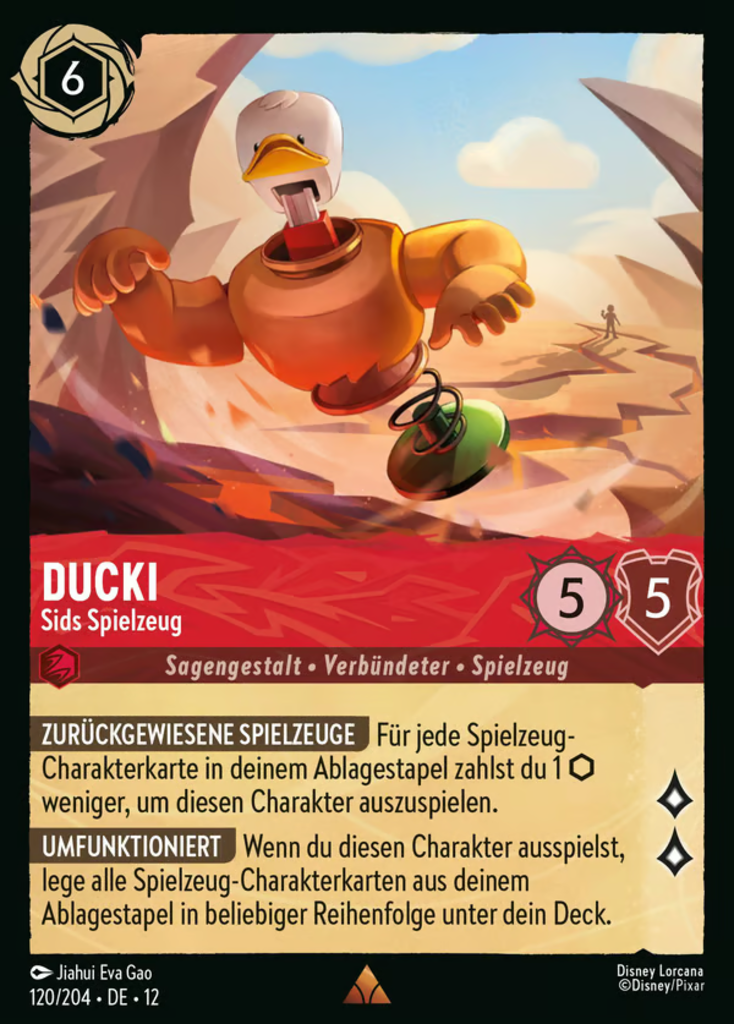 6
DUCKI
Sids Spielzeug
5
5
Sagengestalt • Verbündeter • Spielzeug
ZURÜCKGEWIESENE SPIELZEUGE Für jede Spielzeug-
Charakterkarte in deinem Ablagestapel zahlst du 1 ⬡
weniger, um diesen Charakter auszuspielen.
UMFUNKTIONIERT Wenn du diesen Charakter ausspielst,
lege alle Spielzeug-Charakterkarten aus deinem
Ablagestapel in beliebiger Reihenfolge unter dein Deck.
Jiahui Eva Gao
120/204 • DE • 12
Disney Lorcana
©Disney/Pixar